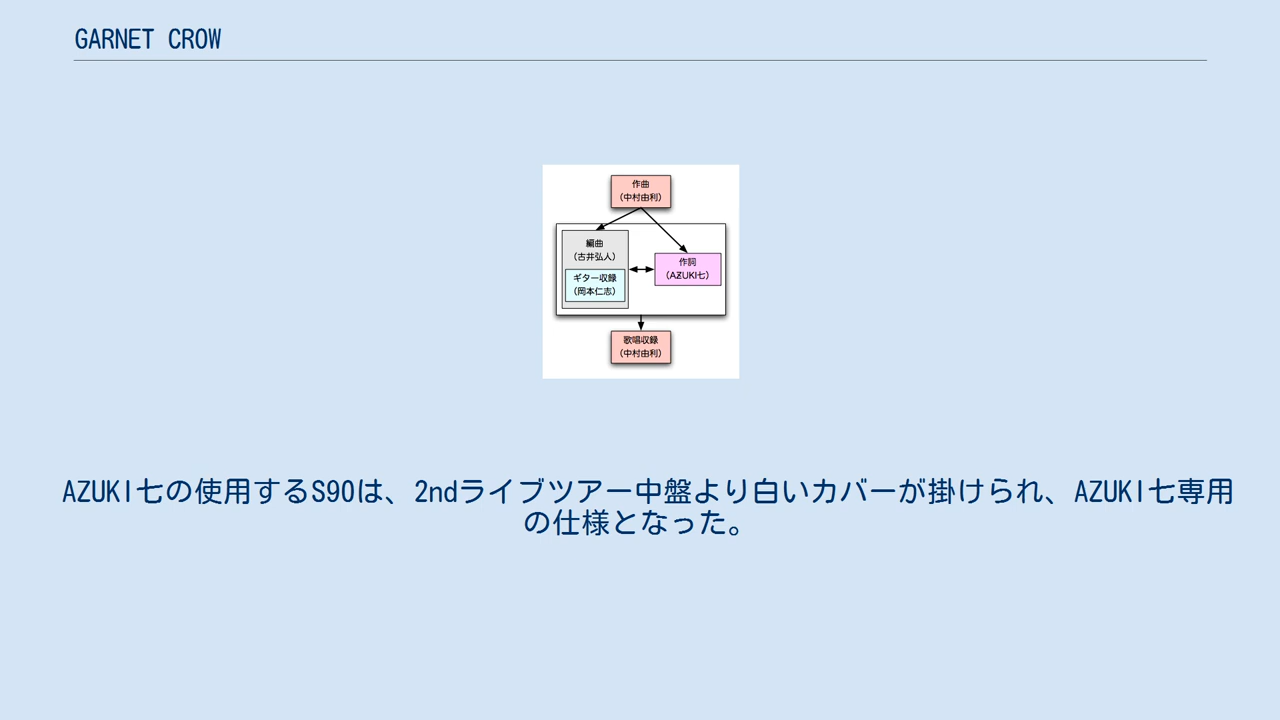 GARNET CROW
作曲
（中村由利）
編曲
（古井弘人）
ギター収録
（岡本仁志）
作詞
（AZUKI七）
歌唱収録
（中村由利）
AZUKI七の使用するS90は、2ndライブツアー中盤より白いカバーが掛けられ、AZUKI七専用
の仕様となった。